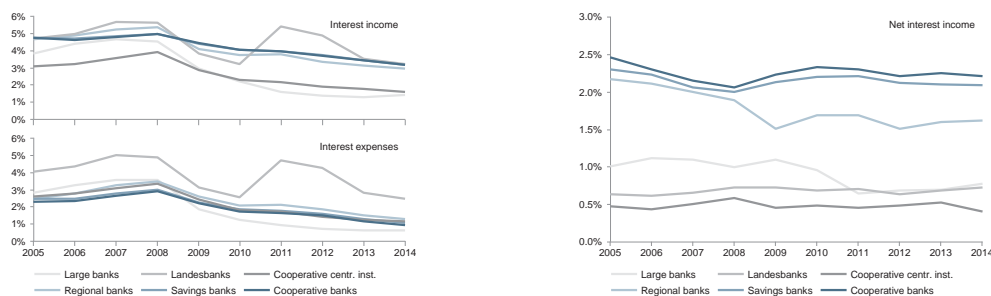 Interest income
6%
5%
4%
3%
2%
1%
0%
Interest expenses
6%
5%
4%
3%
2%
1%
0%
2005 2006 2007 2008 2009 2010 2011 2012 2013 2014
Large banks Landesbanks Cooperative centr. inst.
Regional banks Savings banks Cooperative banks
Net interest income
3.0%
2.5%
2.0%
1.5%
1.0%
0.5%
0.0%
2005 2006 2007 2008 2009 2010 2011 2012 2013 2014
Large banks Landesbanks Cooperative centr. inst.
Regional banks Savings banks Cooperative banks